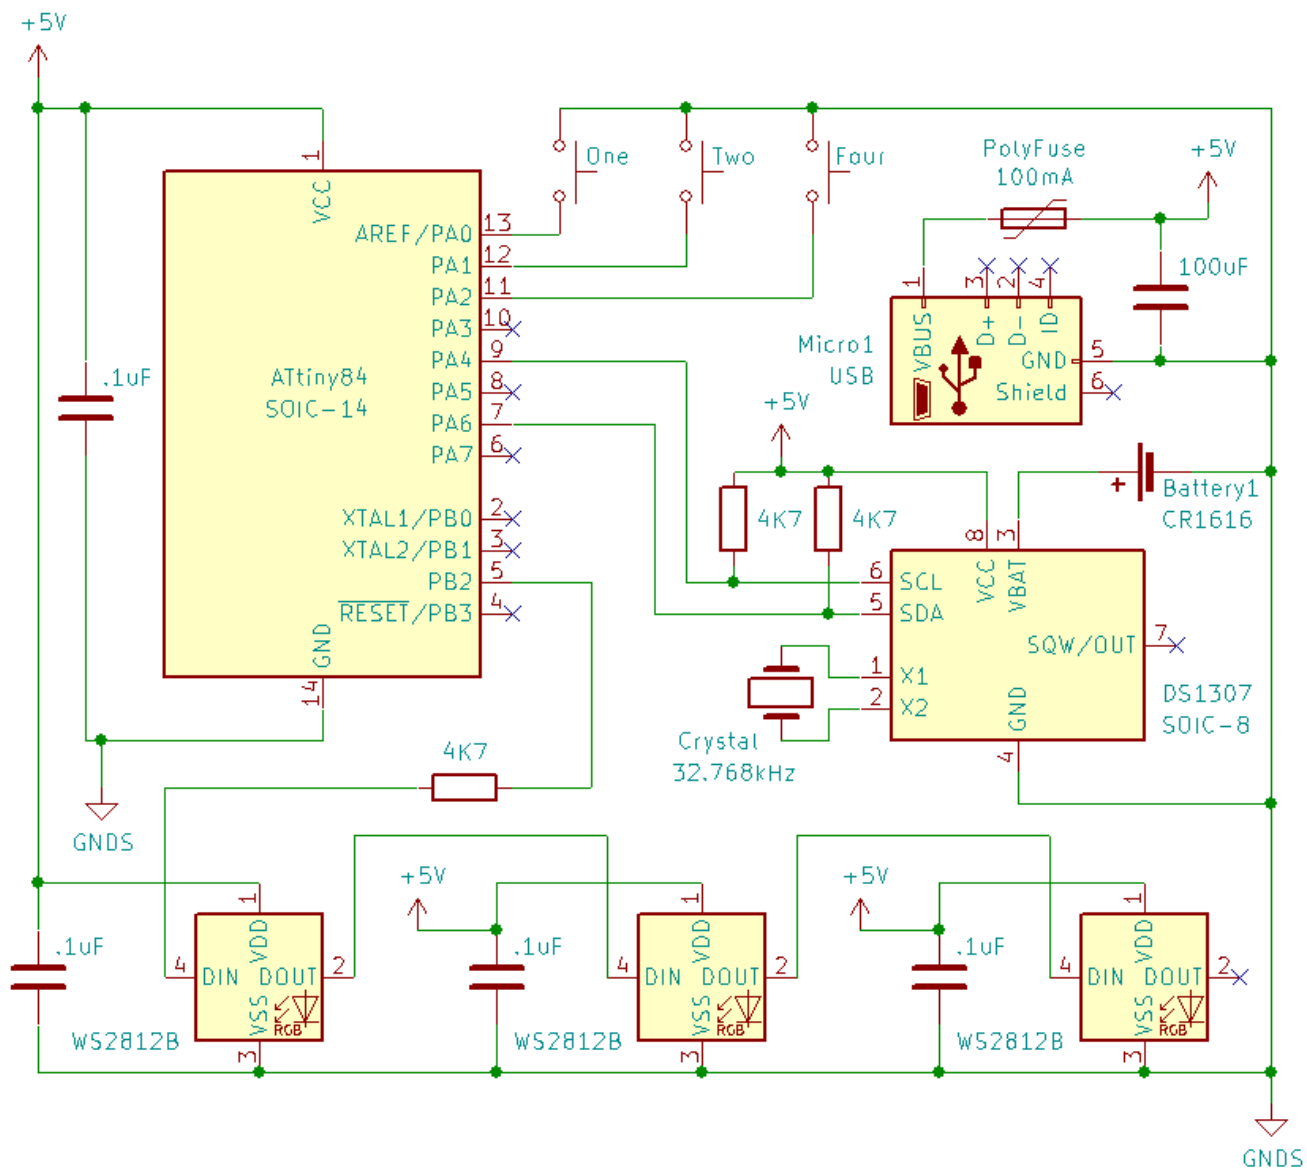 +5V
1
VCC
AREF/PA0 13
PA1 12
PA2 11
PA3 10
PA4 9
PA5 8
PA6 7
PA7 6
XTAL1/PB0 2
XTAL2/PB1 3
PB2 5
RESET/PB3 4
GND
14
ATtiny84
SOIC-14
.1uF
GNDS
One
Two
Four
PolyFuse
100mA
+5V
100uF
1
3
2
4
VBUS
D+
D-
ID
GND 5
Shield 6
Micro1
USB
+5V
4K7
4K7
+
Battery1
CR1616
8
3
VCC
VBAT
6 SCL
5 SDA
SQW/OUT 7
1 X1
2 X2
GND
4
DS1307
SOIC-8
Crystal
32.768kHz
4K7
.1uF
1
VDD
4 DIN DOUT 2
VSS
RGB
3
WS2812B
+5V
.1uF
1
VDD
4 DIN DOUT 2
VSS
RGB
3
WS2812B
+5V
.1uF
1
VDD
4 DIN DOUT 2
VSS
RGB
3
WS2812B
GNDS